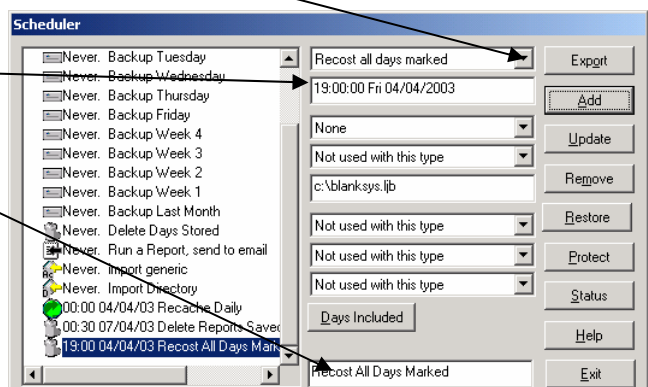 Scheduler
Never. Backup Tuesday
Never. Backup Wednesday
Never. Backup Thursday
Never. Backup Friday
Never. Backup Week 4
Never. Backup Week 3
Never. Backup Week 2
Never. Backup Week 1
Never. Backup Last Month
Never. Delete Days Stored
Never. Run a Report, send to email
Never. Import generic
Never. Import Directory
00:00 04/04/03 Recache Daily
00:30 07/04/03 Delete Reports Saved
19:00 04/04/03 Recost All Days Mark
Recost all days marked
19:00:00 Fri 04/04/2003
None
Not used with this type
c:\blanksys.ljb
Not used with this type
Not used with this type
Not used with this type
Days Included
Recost All Days Marked
Export
Add
Update
Remove
Restore
Protect
Status
Help
Exit